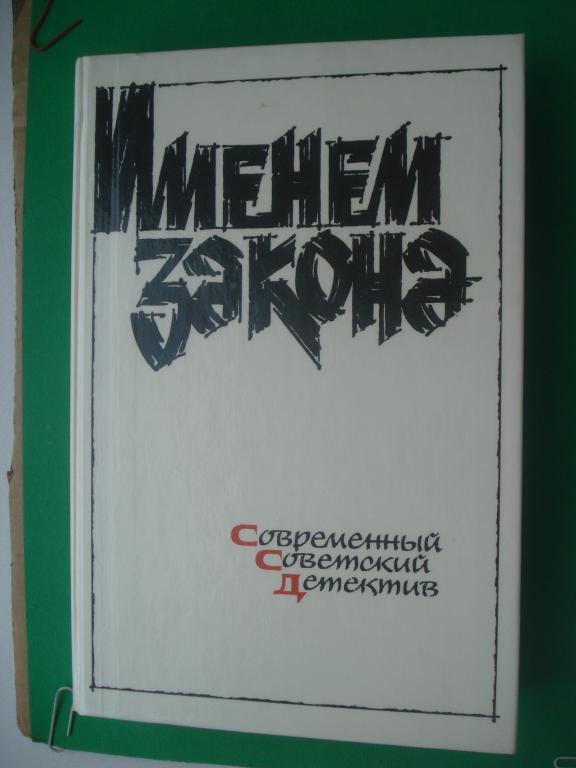 Именем
закона
Современный
Советский
Детектив